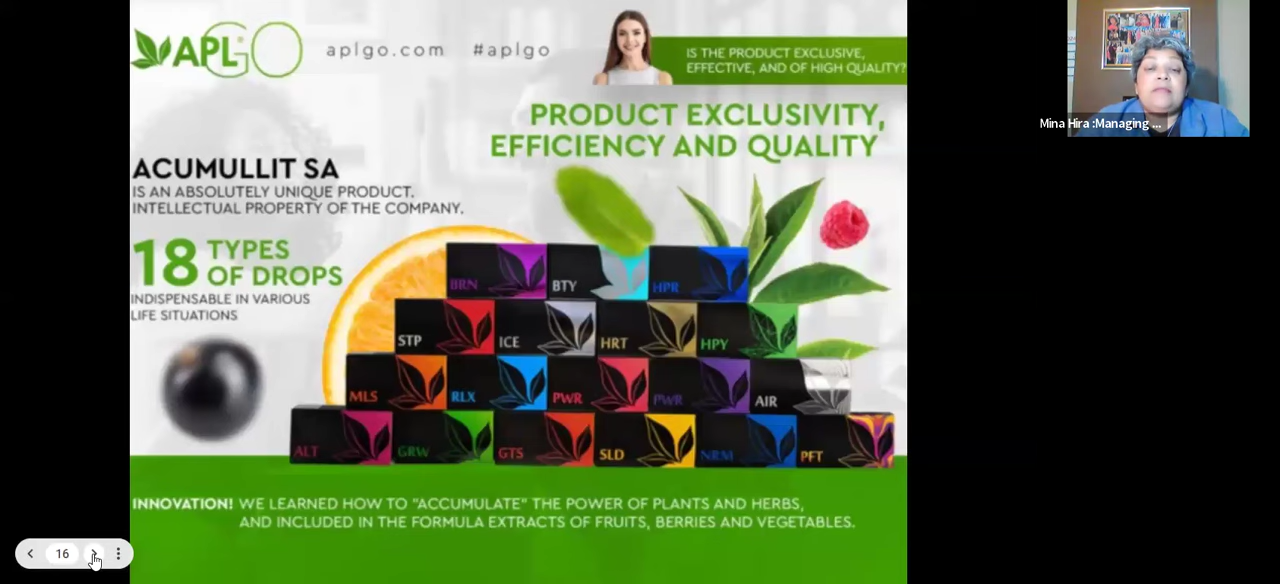 APLGO
aplgo.com #aplgo
IS THE PRODUCT EXCLUSIVE,
EFFECTIVE, AND OF HIGH QUALITY?
PRODUCT EXCLUSIVITY,
EFFICIENCY AND QUALITY
ACUMULLIT SA
IS AN ABSOLUTELY UNIQUE PRODUCT.
INTELLECTUAL PROPERTY OF THE COMPANY.
18 TYPES
OF DROPS
INDISPENSABLE IN VARIOUS
LIFE SITUATIONS
BRN BTY HPR
STP ICE HRT HPY
MLS RLX PWR PWR AIR
ALT GRW GTS SLD NRM PFT
INNOVATION! WE LEARNED HOW TO "ACCUMULATE" THE POWER OF PLANTS AND HERBS,
AND INCLUDED IN THE FORMULA EXTRACTS OF FRUITS, BERRIES AND VEGETABLES.
16
Mina Hira :Managing ...